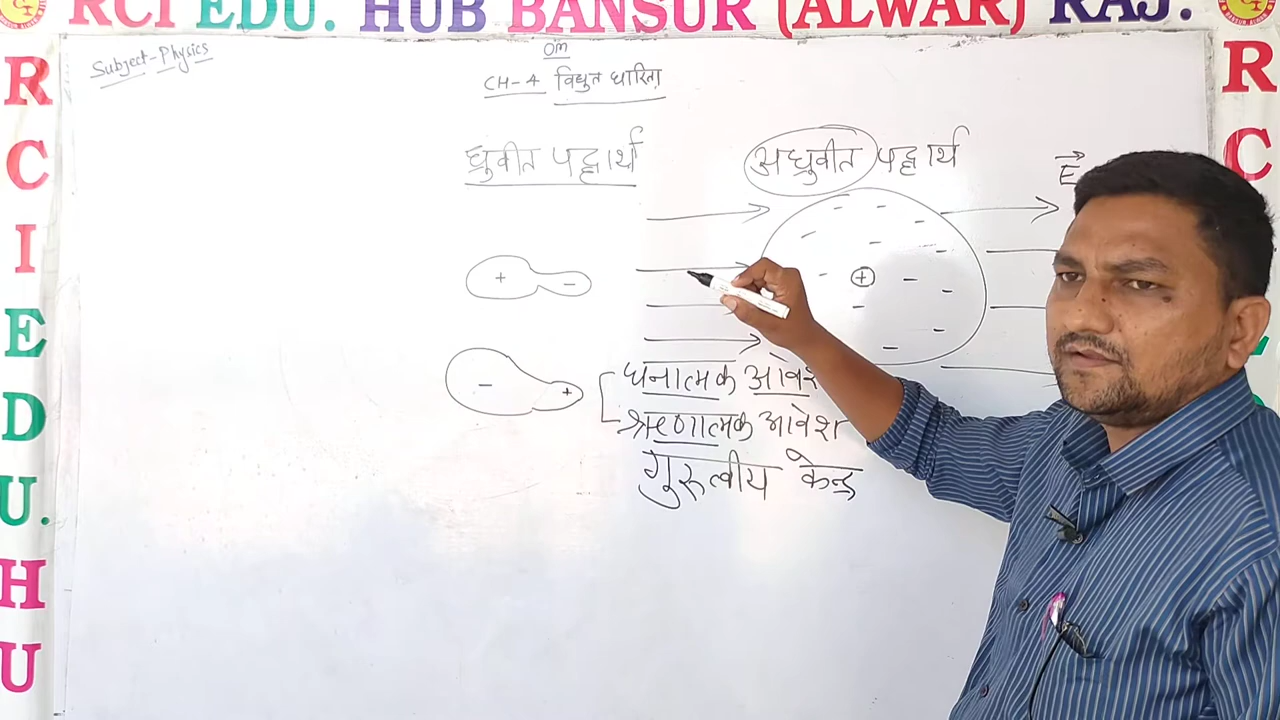 RCI EDU. HUB BANSUR (ALWAR) RAJ.
R
C
I
E
D
U.
H
U
R
C
Subject-Physics
OM
CH-4 विधुत धारिता
ध्रुवीत पदार्थ
अध्रुवीत पदार्थ
E
+ -
- +
+
धनात्मक आवेश
ऋणात्मक आवेश
गुरुत्वीय केन्द्र